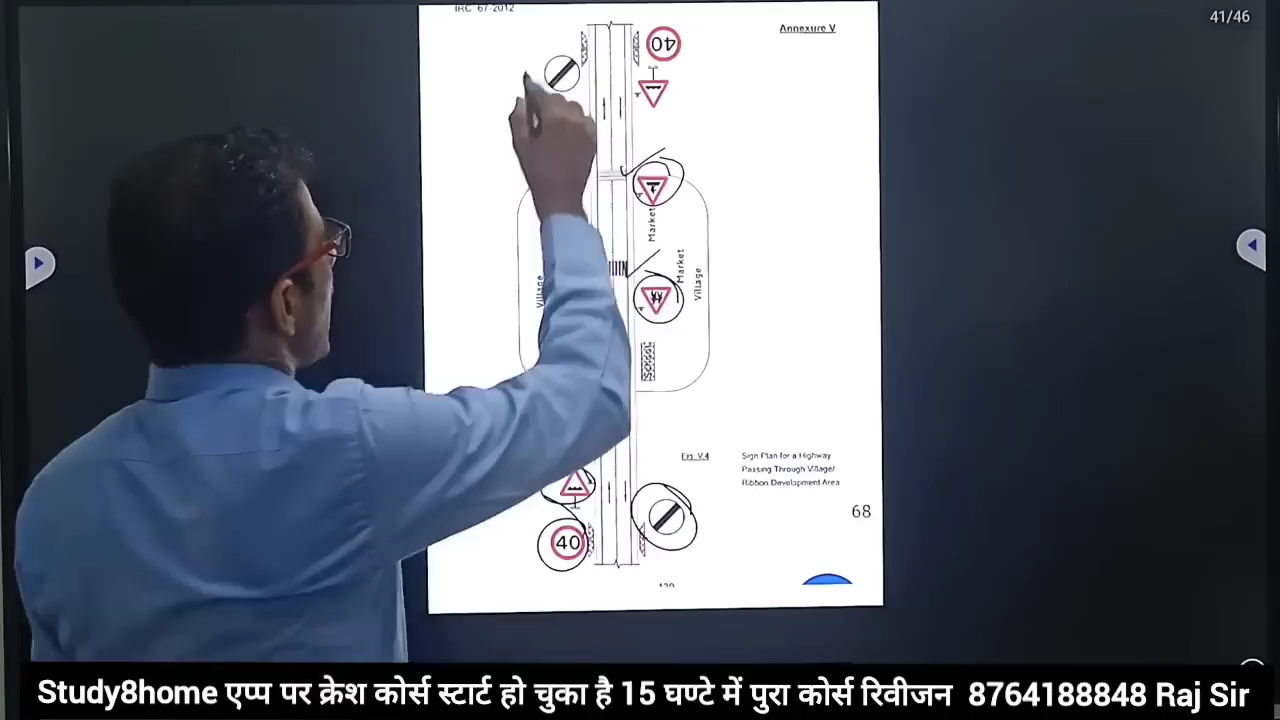 IRC 67-2012
41/46
Annexure V
40
Market
Market
Village
Village
School
Fig. V.4
Sign Plan for a Highway
Passing Through Village/
Ribbon Development Area
68
40
Study8home एप्प पर क्रेश कोर्स स्टार्ट हो चुका है 15 घण्टे में पुरा कोर्स रिवीजन 8764188848 Raj Sir